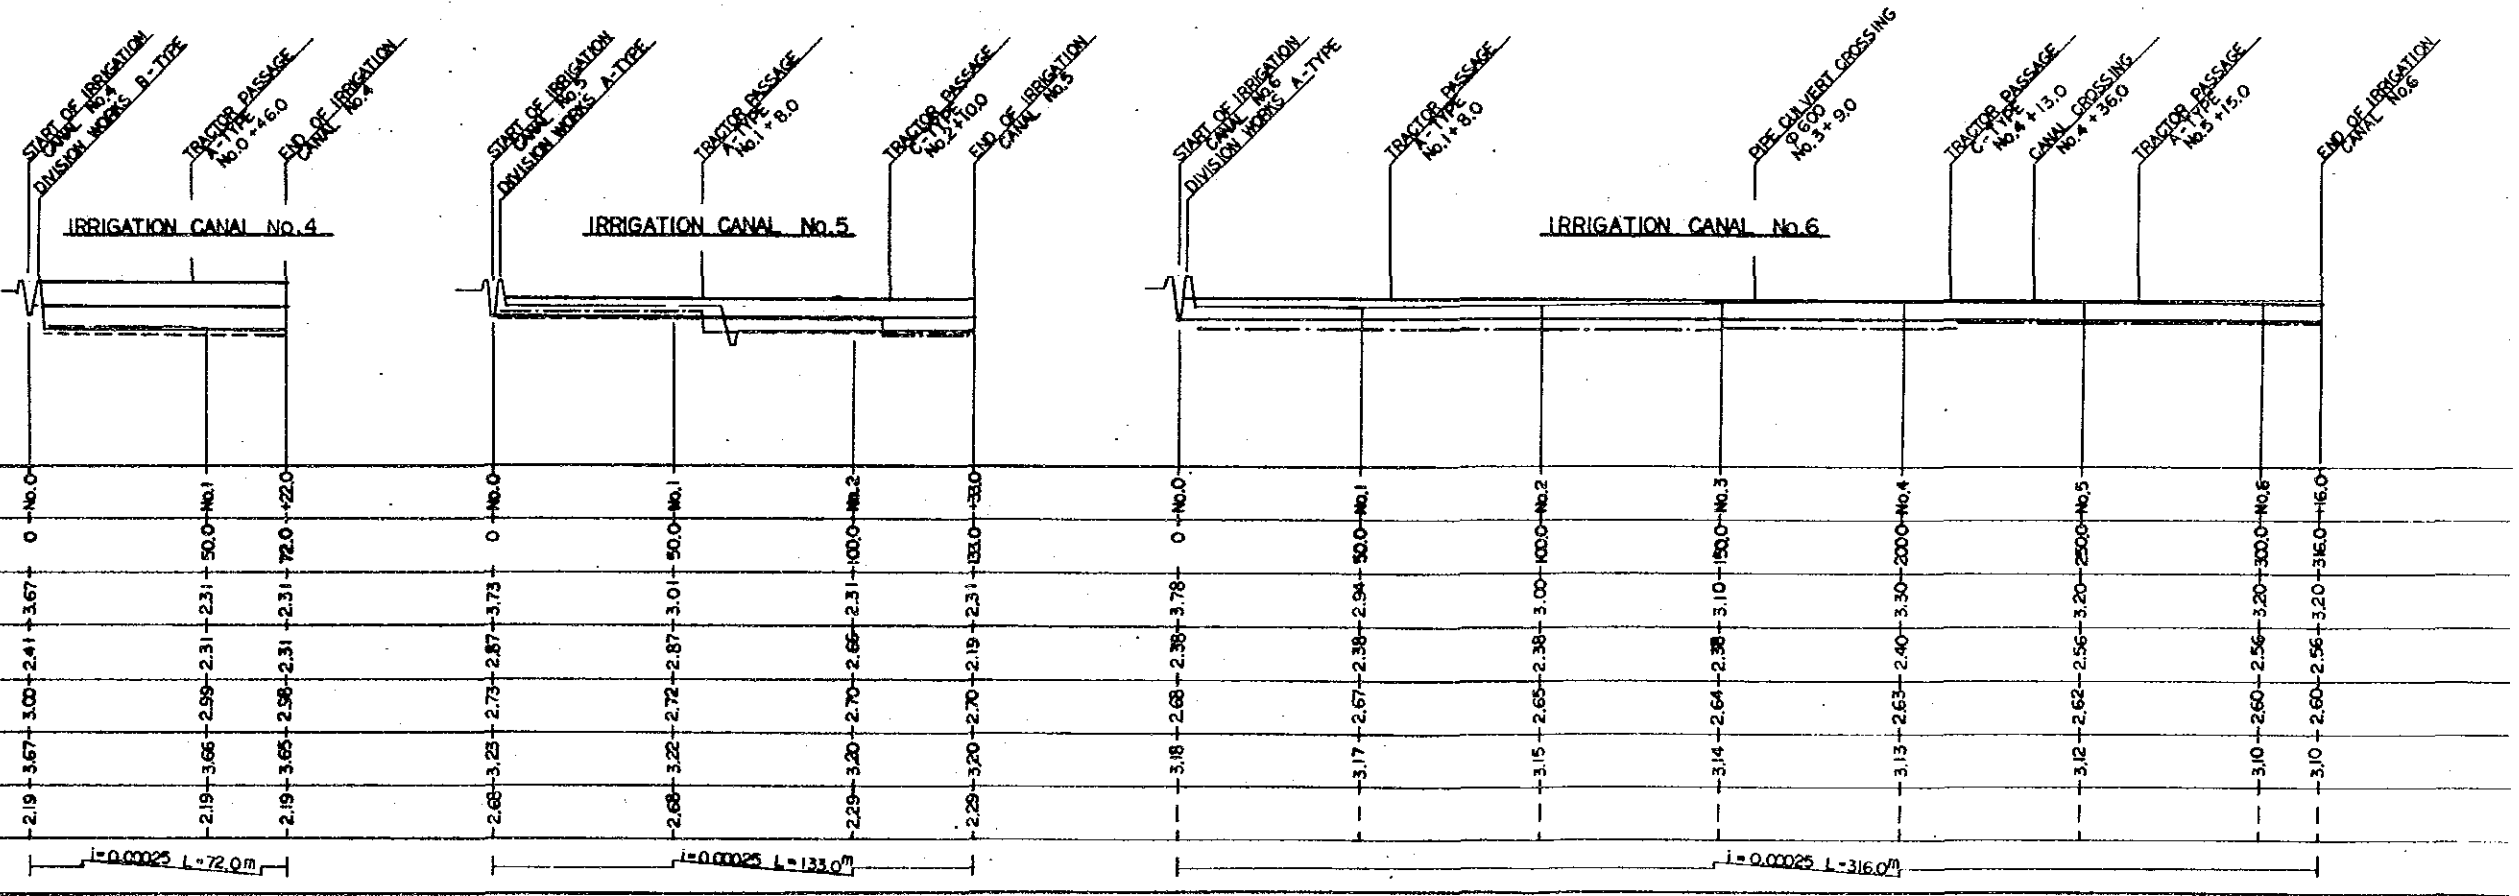 START OF IRRIGATION
CANAL No.4
DIVISION WORKS B-TYPE
TRACTOR PASSAGE
A-TYPE
No.0+46.0
END OF IRRIGATION
CANAL No.4
START OF IRRIGATION
CANAL No.5
DIVISION WORKS A-TYPE
TRACTOR PASSAGE
A-TYPE
No.1+8.0
TRACTOR PASSAGE
C-TYPE
No.2+10.0
END OF IRRIGATION
CANAL No.5
START OF IRRIGATION
CANAL No.6
DIVISION WORKS A-TYPE
TRACTOR PASSAGE
A-TYPE
No.1+8.0
PIPE CULVERT CROSSING
Φ600
No.3+9.0
TRACTOR PASSAGE
C-TYPE
No.4+13.0
CANAL CROSSING
No.4+36.0
TRACTOR PASSAGE
A-TYPE
No.5+15.0
END OF IRRIGATION
CANAL No.6
IRRIGATION CANAL No.4
IRRIGATION CANAL No.5
IRRIGATION CANAL No.6
No.0 No.1 +22.0 No.0 No.1 No.2 +33.0 No.0 No.1 No.2 No.3 No.4 No.5 No.6 +16.0
0 50.0 72.0 0 50.0 100.0 133.0 0 50.0 100.0 150.0 200.0 250.0 300.0 316.0
3.67 2.31 2.31 3.73 3.01 2.31 2.31 3.78 2.94 3.00 3.10 3.30 3.20 3.20 3.20
2.41 2.31 2.31 2.87 2.87 2.66 2.19 2.38 2.38 2.38 2.38 2.40 2.56 2.56 2.56
3.00 2.99 2.98 2.73 2.72 2.70 2.70 2.68 2.67 2.65 2.64 2.63 2.62 2.60 2.60
3.67 3.66 3.65 3.23 3.22 3.20 3.20 3.18 3.17 3.15 3.14 3.13 3.12 3.10 3.10
2.19 2.19 2.19 2.68 2.68 2.29 2.29
i=0.00025 L=72.0m
i=0.00025 L=133.0m
i=0.00025 L=316.0m